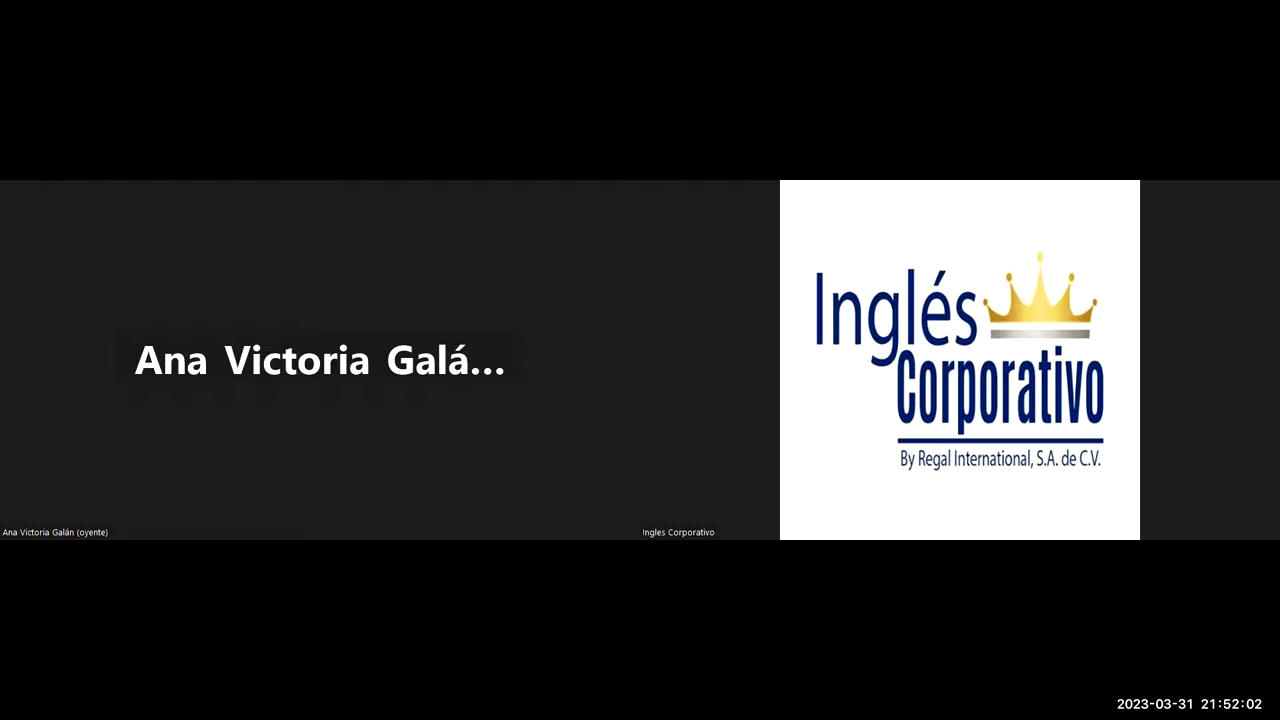 Ana Victoria Galá...
Inglés
Corporativo
By Regal International, S.A. de C.V.
Ana Victoria Galán (oyente)
Ingles Corporativo
2023-03-31 21:52:02